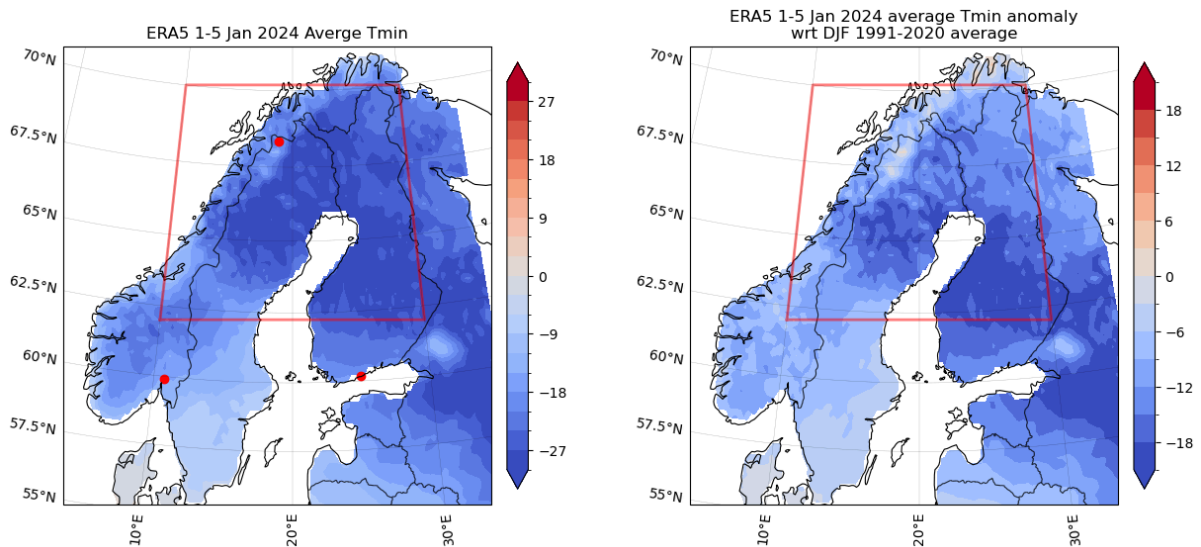 ERA5 1-5 Jan 2024 Averge Tmin
70°N
67.5°N
65°N
62.5°N
60°N
57.5°N
55°N
10°E
20°E
30°E
27
18
9
0
−9
−18
−27
ERA5 1-5 Jan 2024 average Tmin anomaly
wrt DJF 1991-2020 average
70°N
67.5°N
65°N
62.5°N
60°N
57.5°N
55°N
10°E
20°E
30°E
18
12
6
0
−6
−12
−18